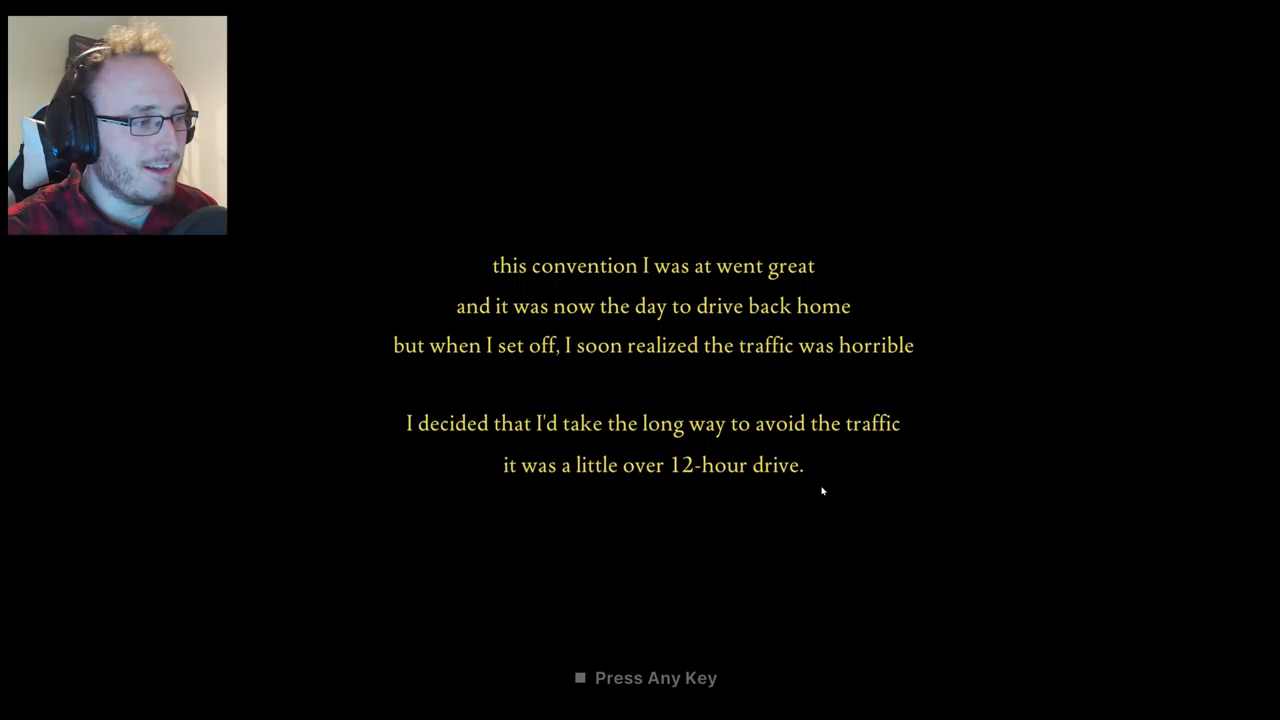 this convention I was at went great
and it was now the day to drive back home
but when I set off, I soon realized the traffic was horrible
I decided that I'd take the long way to avoid the traffic
it was a little over 12-hour drive.
Press Any Key